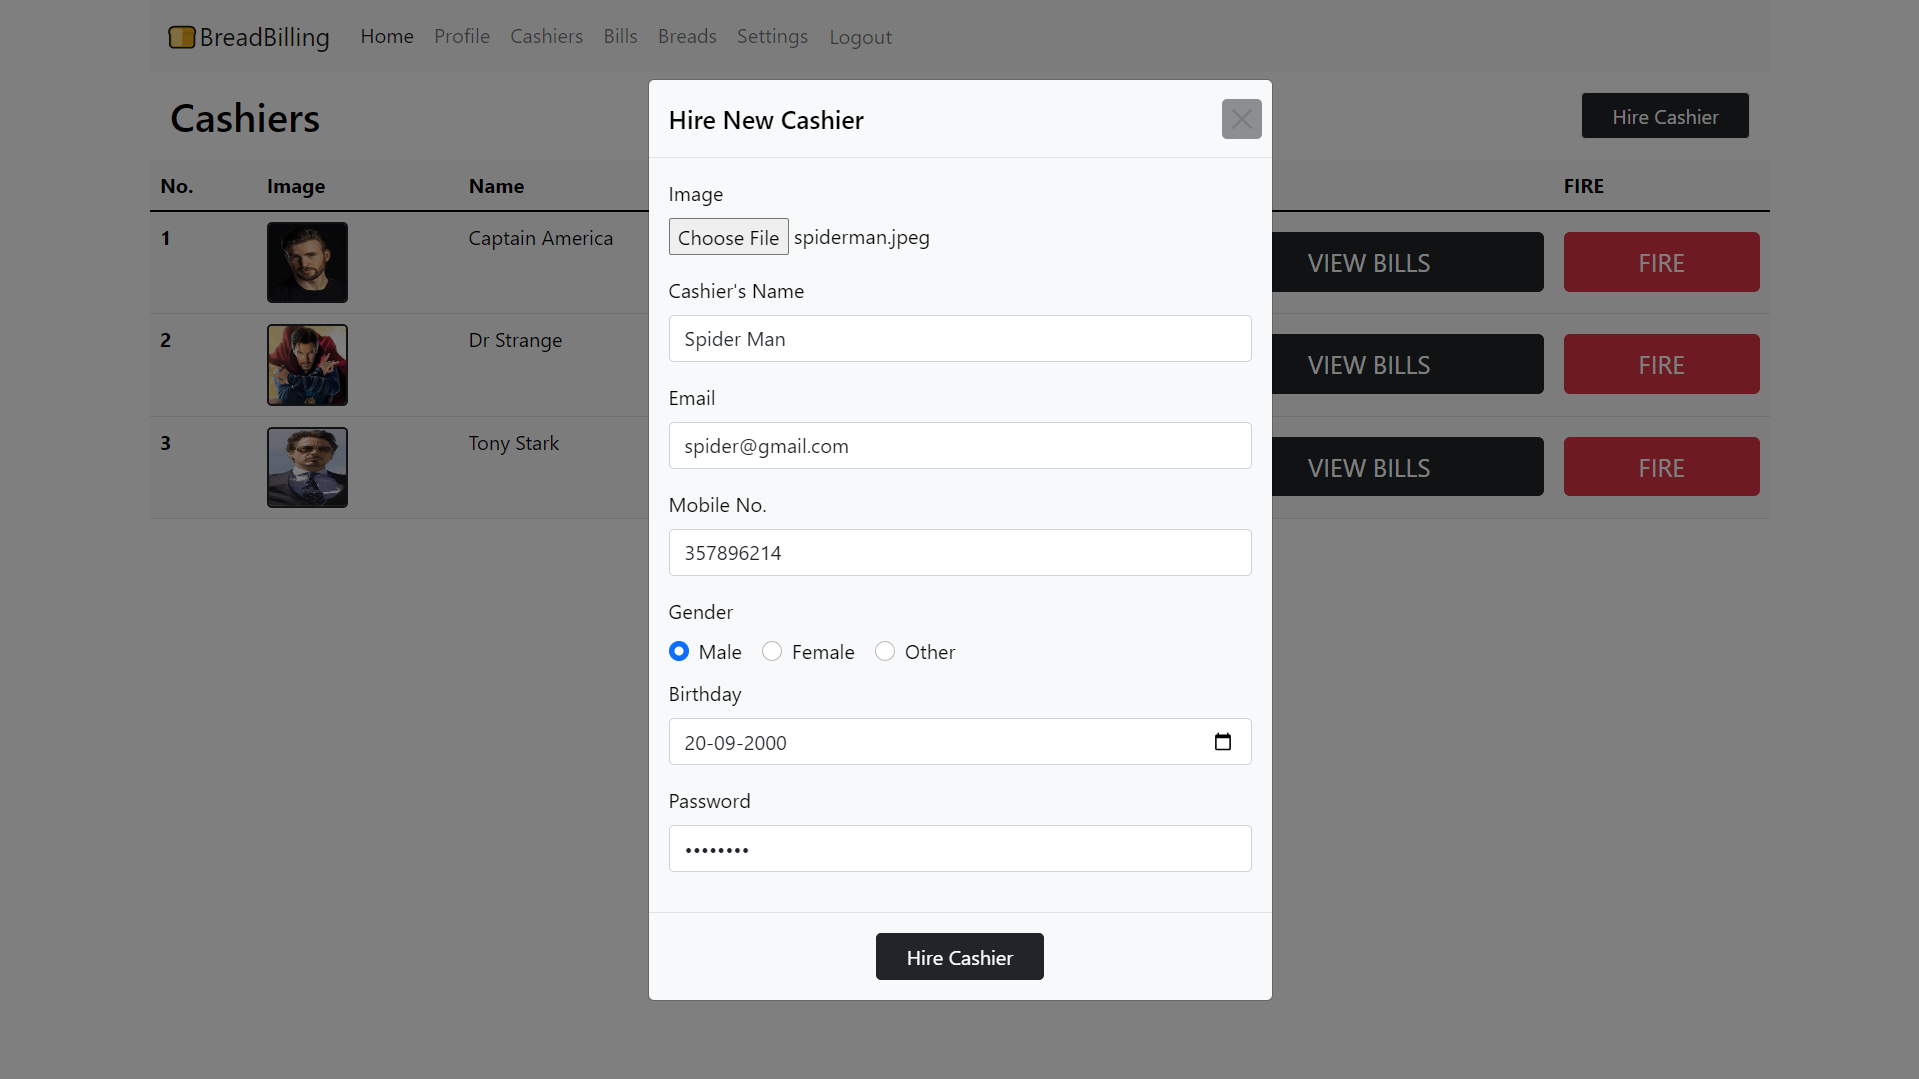 BreadBilling Home Profile Cashiers Bills Breads Settings Logout
Cashiers
Hire Cashier
No. Image Name FIRE
1 Captain America VIEW BILLS FIRE
2 Dr Strange VIEW BILLS FIRE
3 Tony Stark VIEW BILLS FIRE
Hire New Cashier
Image
Choose File spiderman.jpeg
Cashier's Name
Spider Man
Email
spider@gmail.com
Mobile No.
357896214
Gender
Male Female Other
Birthday
20-09-2000
Password
••••••••
Hire Cashier